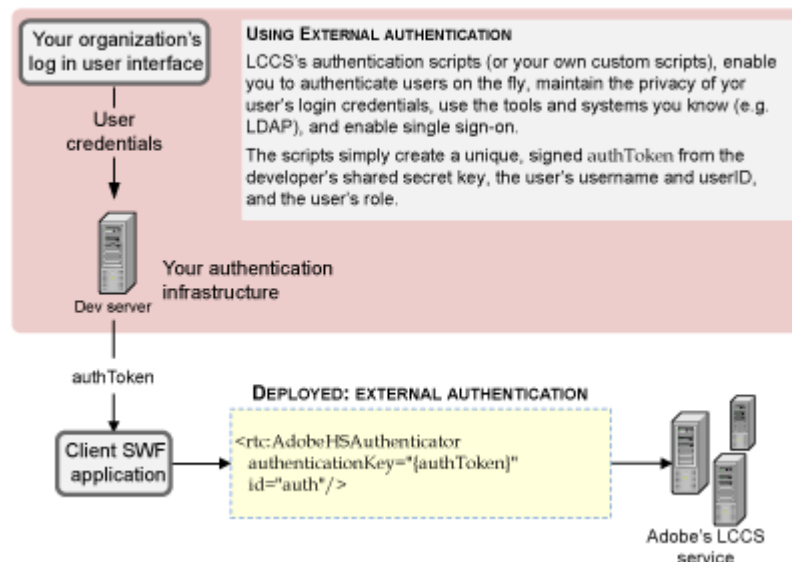 Your organization's
log in user interface
USING EXTERNAL AUTHENTICATION
LCCS's authentication scripts (or your own custom scripts), enable
you to authenticate users on the fly, maintain the privacy of yor
user's login credentials, use the tools and systems you know (e.g.
LDAP), and enable single sign-on.
The scripts simply create a unique, signed authToken from the
developer's shared secret key, the user's username and userID,
and the user's role.
User
credentials
Your authentication
infrastructure
Dev server
authToken
DEPLOYED: EXTERNAL AUTHENTICATION
Client SWF
application
<rtc:AdobeHSAuthenticator
authenticationKey="{authToken}"
id="auth"/>
Adobe's LCCS
service